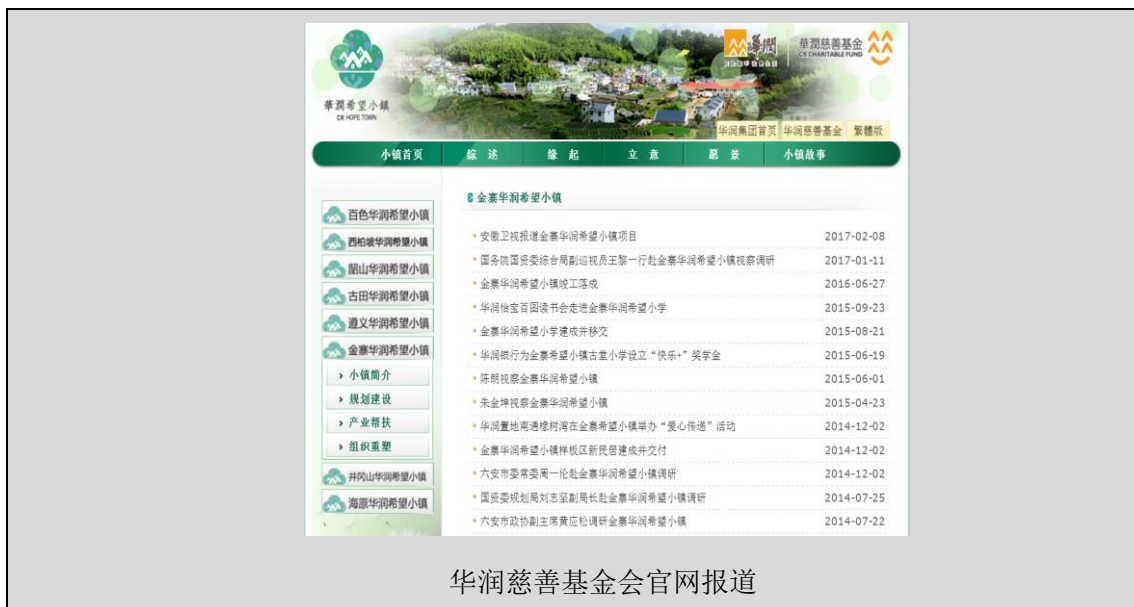 華潤希望小鎮
CR HOPE TOWN
華潤
華潤慈善基金
CR CHARITABLE FUND
华润集团首页 华润慈善基金 繁體版
小镇首页 综 述 缘 起 立 意 愿 景 小镇故事
百色华润希望小镇
西柏坡华润希望小镇
韶山华润希望小镇
古田华润希望小镇
遵义华润希望小镇
金寨华润希望小镇
小镇简介
规划建设
产业帮扶
组织重塑
井冈山华润希望小镇
海原华润希望小镇
金寨华润希望小镇
安徽卫视报道金寨华润希望小镇项目 2017-02-08
国务院国资委综合局副巡视员王黎一行赴金寨华润希望小镇视察调研 2017-01-11
金寨华润希望小镇竣工落成 2016-06-27
华润怡宝百图读书会走进金寨华润希望小学 2015-09-23
金寨华润希望小学建成并移交 2015-08-21
华润银行为金寨希望小镇古堂小学设立“快乐+”奖学金 2015-06-19
陈朗视察金寨华润希望小镇 2015-06-01
朱金坤视察金寨华润希望小镇 2015-04-23
华润置地南通橡树湾在金寨希望小镇举办“爱心传递”活动 2014-12-02
金寨华润希望小镇样板区新民居建成并交付 2014-12-02
六安市委常委周一伦赴金寨华润希望小镇调研 2014-12-02
国资委规划局刘志坚副局长赴金寨华润希望小镇调研 2014-07-25
六安市政协副主席黄应松调研金寨华润希望小镇 2014-07-22
华润慈善基金会官网报道